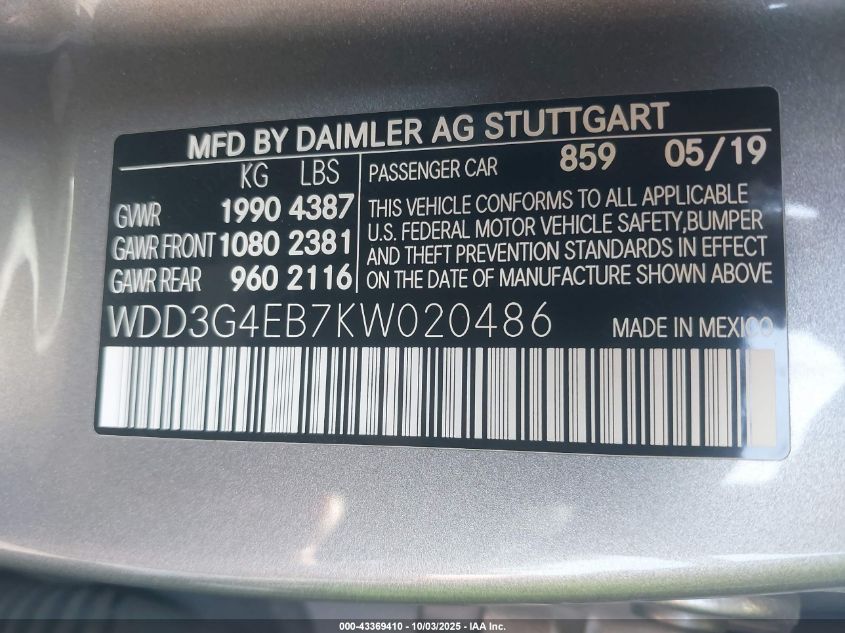 MFD BY DAIMLER AG STUTTGART
KG LBS
GVWR 1990 4387
GAWR FRONT 1080 2381
GAWR REAR 960 2116
PASSENGER CAR 859 05/19
THIS VEHICLE CONFORMS TO ALL APPLICABLE
U.S. FEDERAL MOTOR VEHICLE SAFETY,BUMPER
AND THEFT PREVENTION STANDARDS IN EFFECT
ON THE DATE OF MANUFACTURE SHOWN ABOVE
WDD3G4EB7KW020486 MADE IN MEXICO
000-43369410 - 10/03/2025 - IAA Inc.